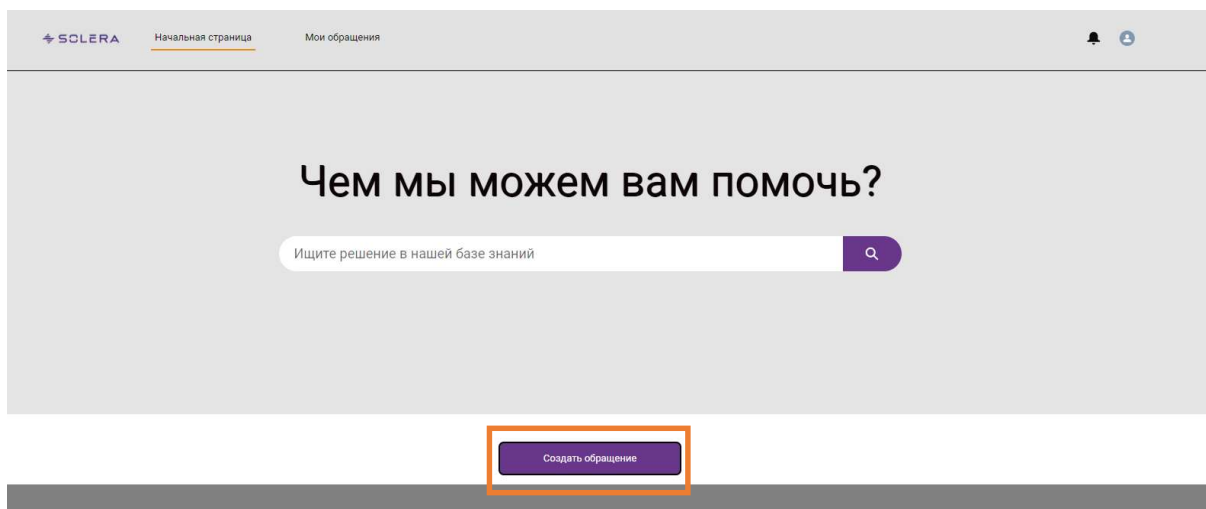 SOLERA
Начальная страница
Мои обращения
Чем мы можем вам помочь?
Ищите решение в нашей базе знаний
Создать обращение